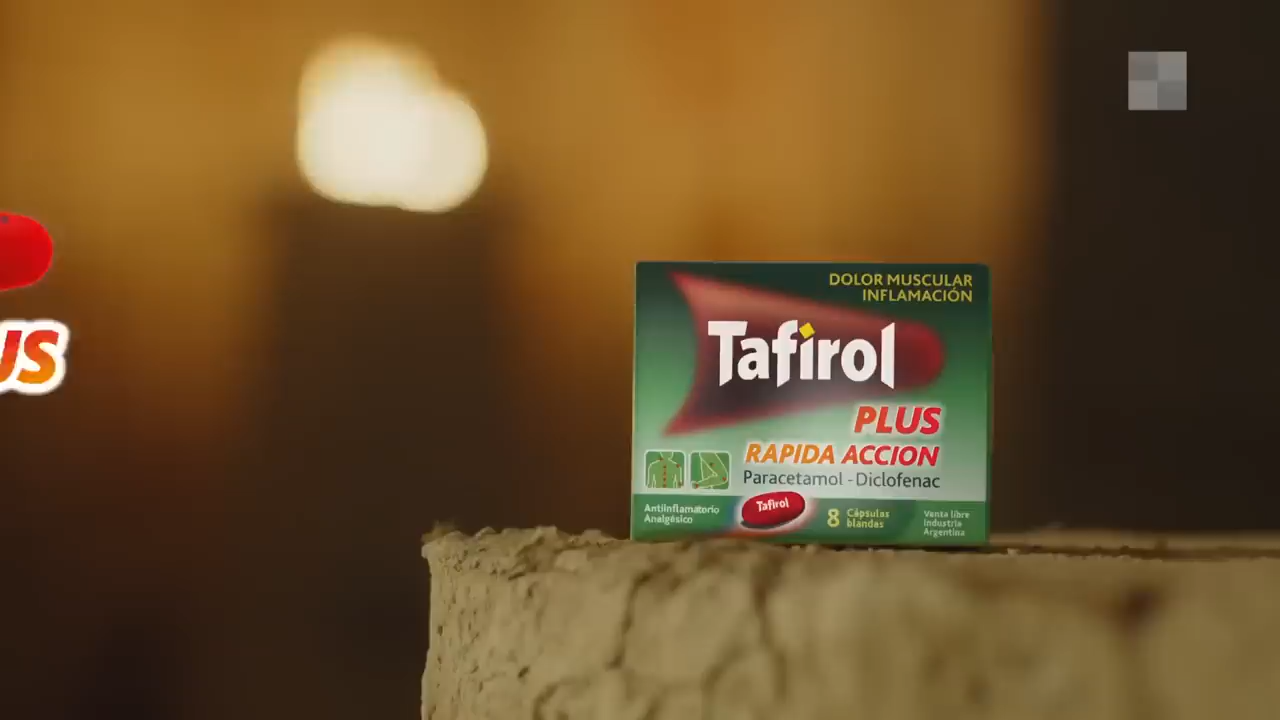 US
DOLOR MUSCULAR
INFLAMACIÓN
Tafirol
PLUS
RAPIDA ACCION
Paracetamol - Diclofenac
Antiinflamatorio
Analgésico
Tafirol
8 Cápsulas
blandas
Venta libre
Industria
Argentina